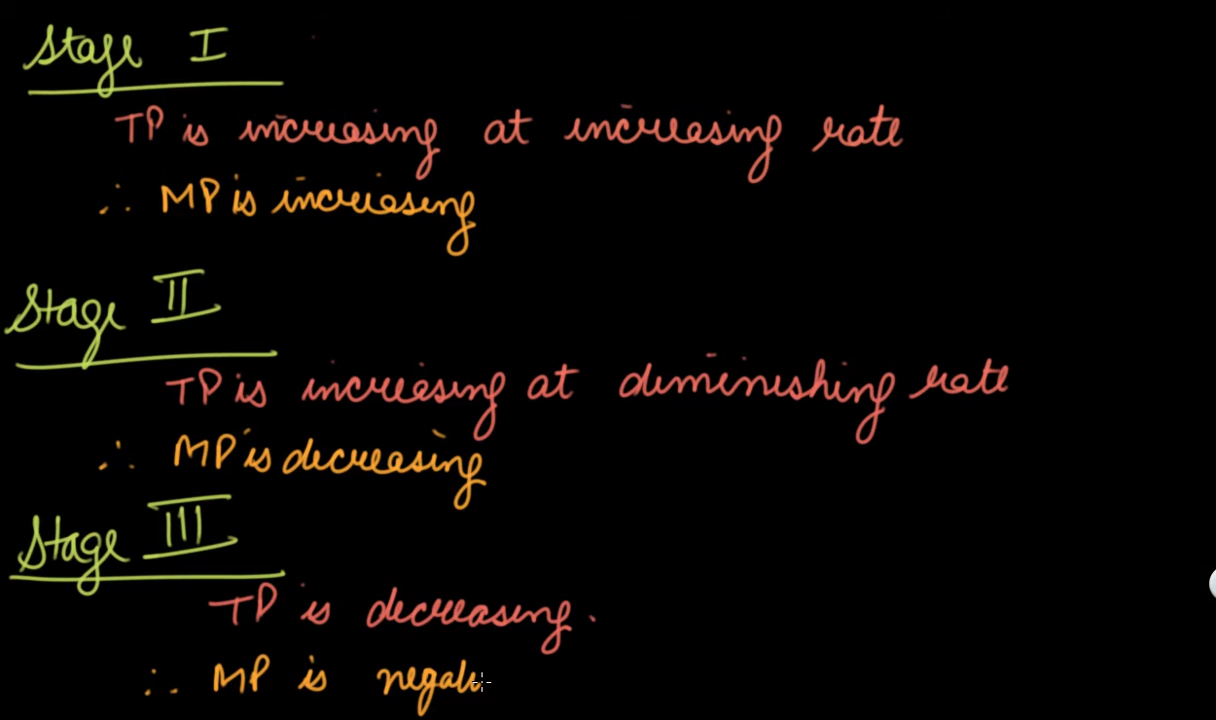 Stage I
TP is increasing at increasing rate
∴ MP is increasing
Stage II
TP is increasing at diminishing rate
∴ MP is decreasing
Stage III
TP is decreasing.
∴ MP is negati